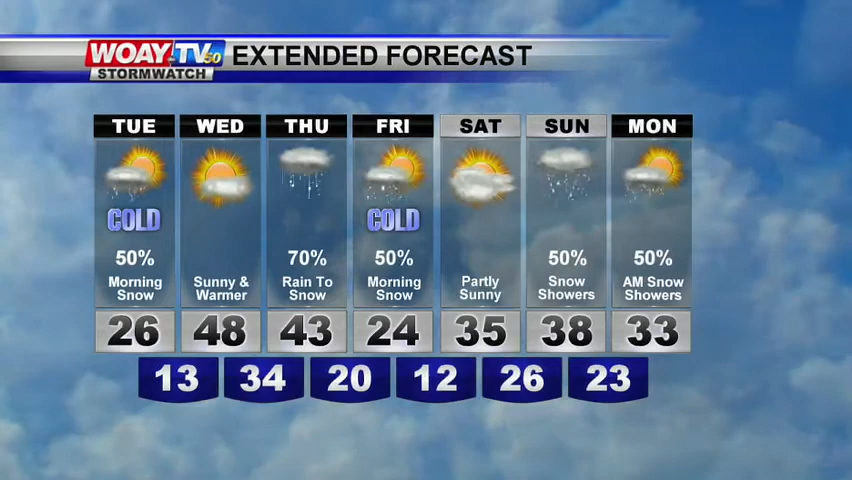 WOAY-TV 50
STORMWATCH
EXTENDED FORECAST
TUE WED THU FRI SAT SUN MON
COLD COLD
50% 70% 50% 50% 50%
Morning Snow
Sunny & Warmer
Rain To Snow
Morning Snow
Partly Sunny
Snow Showers
AM Snow Showers
26 48 43 24 35 38 33
13 34 20 12 26 23